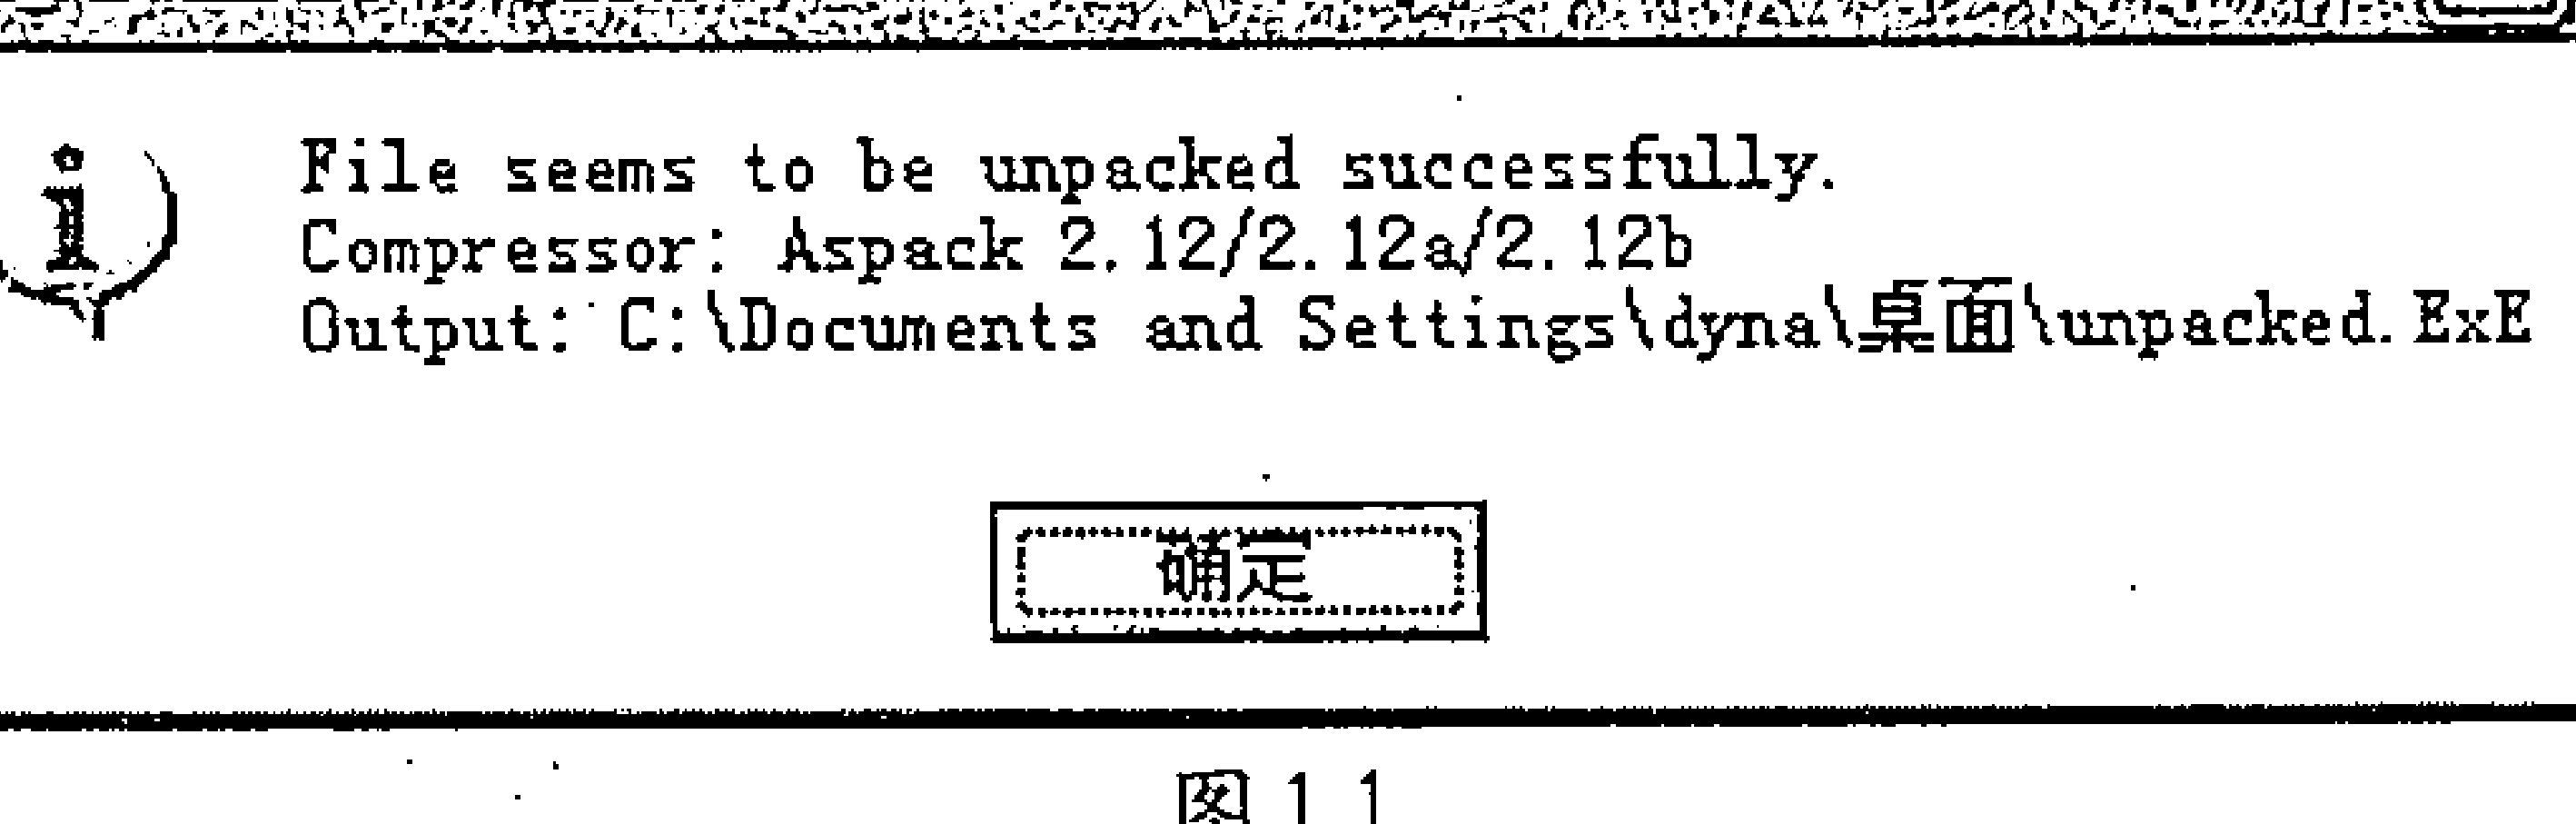 File seems to be unpacked successfully.
Compressor: Aspack 2.12/2.12a/2.12b
Output: C:\Documents and Settings\dyna\桌面\unpacked.ExE
确定
图11